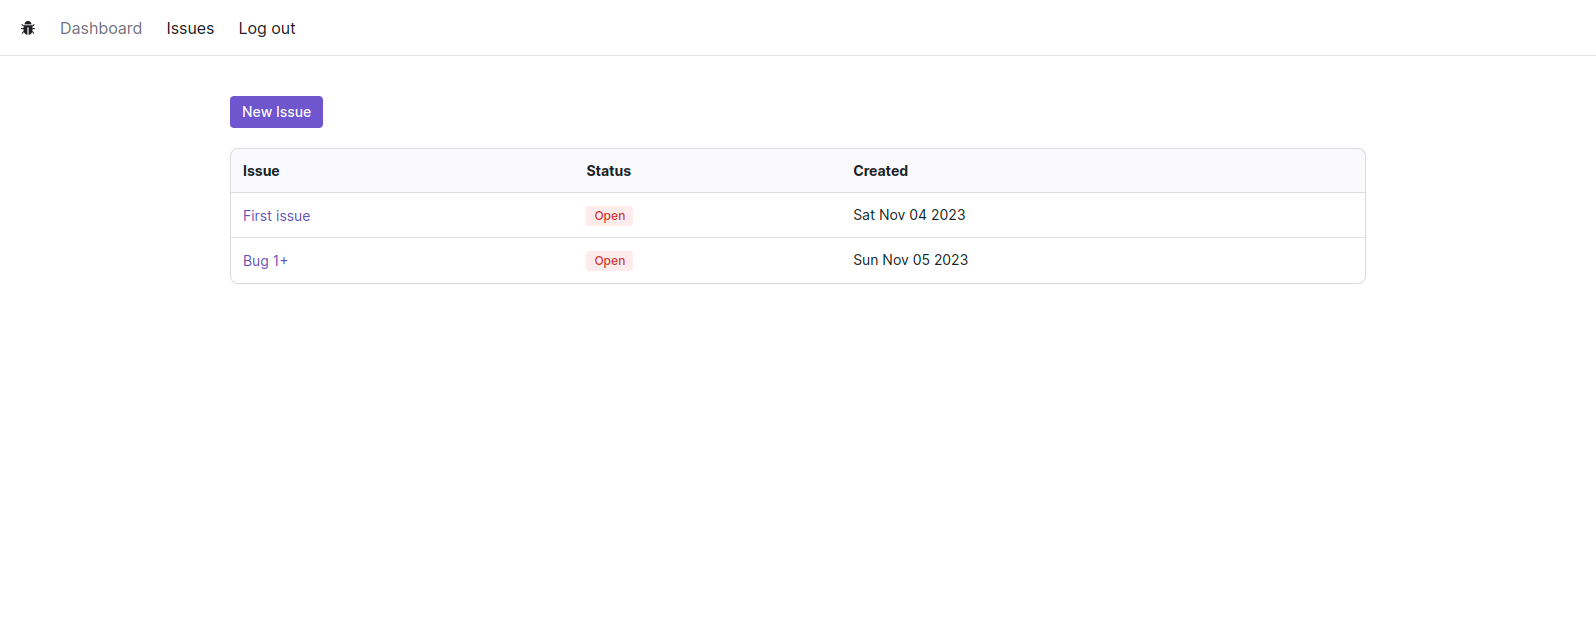 Dashboard Issues Log out
New Issue
Issue Status Created
First issue Open Sat Nov 04 2023
Bug 1+ Open Sun Nov 05 2023